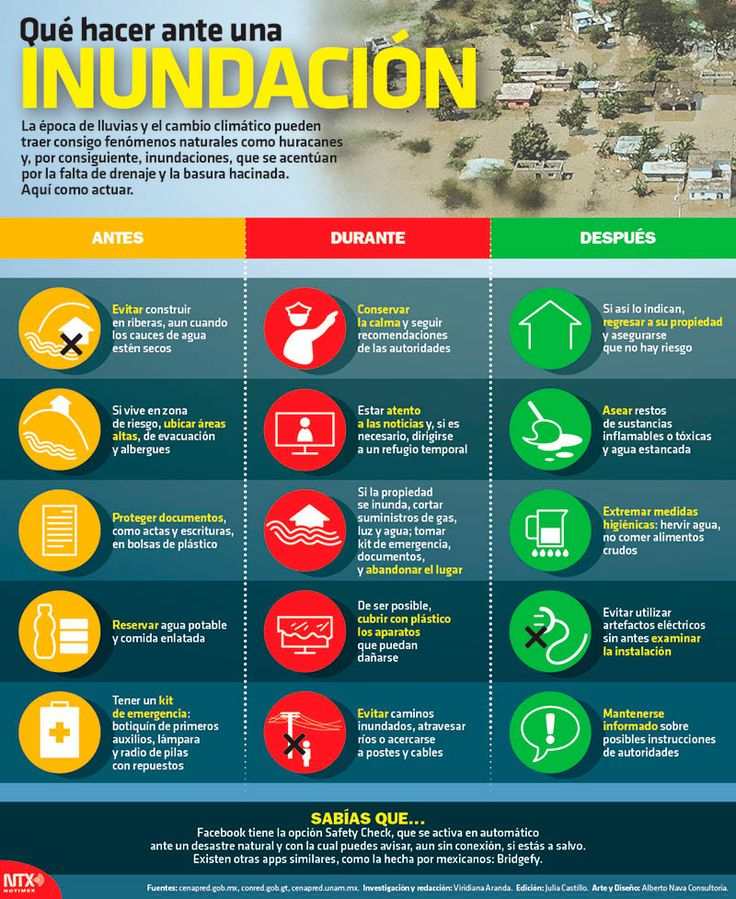 Qué hacer ante una
INUNDACIÓN
La época de lluvias y el cambio climático pueden
traer consigo fenómenos naturales como huracanes
y, por consiguiente, inundaciones, que se acentúan
por la falta de drenaje y la basura hacinada.
Aquí como actuar.
ANTES
Evitar construir
en riberas, aun cuando
los cauces de agua
estén secos
Si vive en zona
de riesgo, ubicar áreas
altas, de evacuación
y albergues
Proteger documentos,
como actas y escrituras,
en bolsas de plástico
Reservar agua potable
y comida enlatada
Tener un kit
de emergencia:
botiquín de primeros
auxilios, lámpara
y radio de pilas
con repuestos
DURANTE
Conservar
la calma y seguir
recomendaciones
de las autoridades
Estar atento
a las noticias y, si es
necesario, dirigirse
a un refugio temporal
Si la propiedad
se inunda, cortar
suministros de gas,
luz y agua; tomar
kit de emergencia,
documentos,
y abandonar el lugar
De ser posible,
cubrir con plástico
los aparatos
que puedan
dañarse
Evitar caminos
inundados, atravesar
ríos o acercarse
a postes y cables
DESPUÉS
Si así lo indican,
regresar a su propiedad
y asegurarse
que no hay riesgo
Asear restos
de sustancias
inflamables o tóxicas
y agua estancada
Extremar medidas
higiénicas: hervir agua,
no comer alimentos
crudos
Evitar utilizar
artefactos eléctricos
sin antes examinar
la instalación
Mantenerse
informado sobre
posibles instrucciones
de autoridades
SABÍAS QUE...
Facebook tiene la opción Safety Check, que se activa en automático
ante un desastre natural y con la cual puedes avisar, aun sin conexión, si estás a salvo.
Existen otras apps similares, como la hecha por mexicanos: Bridgefy.
NTX
NOTIMEX
Fuentes: cenapred.gob.mx, conred.gob.gt, cenapred.unam.mx. Investigación y redacción: Viridiana Aranda. Edición: Julia Castillo. Arte y Diseño: Alberto Nava Consultoría.